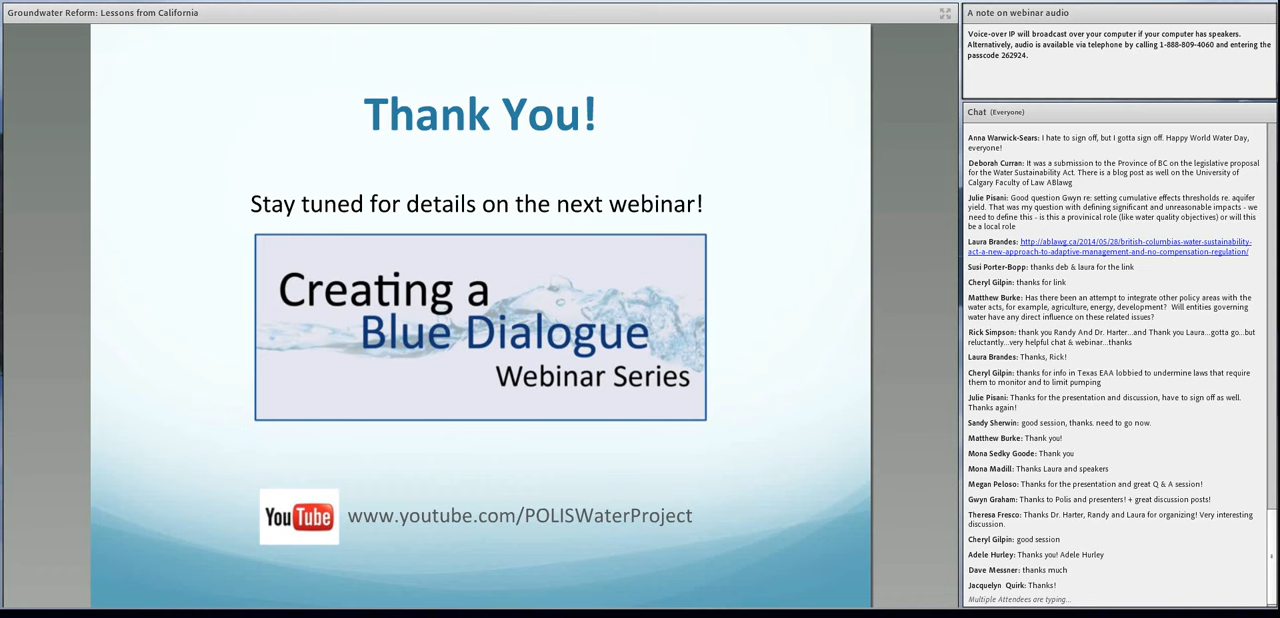 Groundwater Reform: Lessons from California
Thank You!
Stay tuned for details on the next webinar!
Creating a
Blue Dialogue
Webinar Series
YouTube
www.youtube.com/POLISWaterProject
A note on webinar audio
Voice-over IP will broadcast over your computer if your computer has speakers.
Alternatively, audio is available via telephone by calling 1-888-809-4060 and entering the
passcode 262924.
Chat (Everyone)
Anna Warwick-Sears: I hate to sign off, but I gotta sign off. Happy World Water Day,
everyone!
Deborah Curran: It was a submission to the Province of BC on the legislative proposal
for the Water Sustainability Act. There is a blog post as well on the University of
Calgary Faculty of Law ABlawg
Julie Pisani: Good question Gwyn re: setting cumulative effects thresholds re. aquifer
yield. That was my question with defining significant and unreasonable impacts - we
need to define this - is this a provinical role (like water quality objectives) or will this
be a local role
Laura Brandes: http://ablawg.ca/2014/05/28/british-columbias-water-sustainability-
act-a-new-approach-to-adaptive-management-and-no-compensation-regulation/
Susi Porter-Bopp: thanks deb & laura for the link
Cheryl Gilpin: thanks for link
Matthew Burke: Has there been an attempt to integrate other policy areas with the
water acts, for example, agriculture, energy, development? Will entities governing
water have any direct influence on these related issues?
Rick Simpson: thank you Randy And Dr. Harter...and Thank you Laura...gotta go...but
reluctantly...very helpful chat & webinar...thanks
Laura Brandes: Thanks, Rick!
Cheryl Gilpin: thanks for info in Texas EAA lobbied to undermine laws that require
them to monitor and to limit pumping
Julie Pisani: Thanks for the presentation and discussion, have to sign off as well.
Thanks again!
Sandy Sherwin: good session, thanks. need to go now.
Matthew Burke: Thank you!
Mona Sedky Goode: Thank you
Mona Madill: Thanks Laura and speakers
Megan Peloso: Thanks for the presentation and great Q & A session!
Gwyn Graham: Thanks to Polis and presenters! + great discussion posts!
Theresa Fresco: Thanks Dr. Harter, Randy and Laura for organizing! Very interesting
discussion.
Cheryl Gilpin: good session
Adele Hurley: Thank you! Adele Hurley
Dave Messner: thanks much
Jacquelyn Quirk: Thanks!
Multiple Attendees are typing...